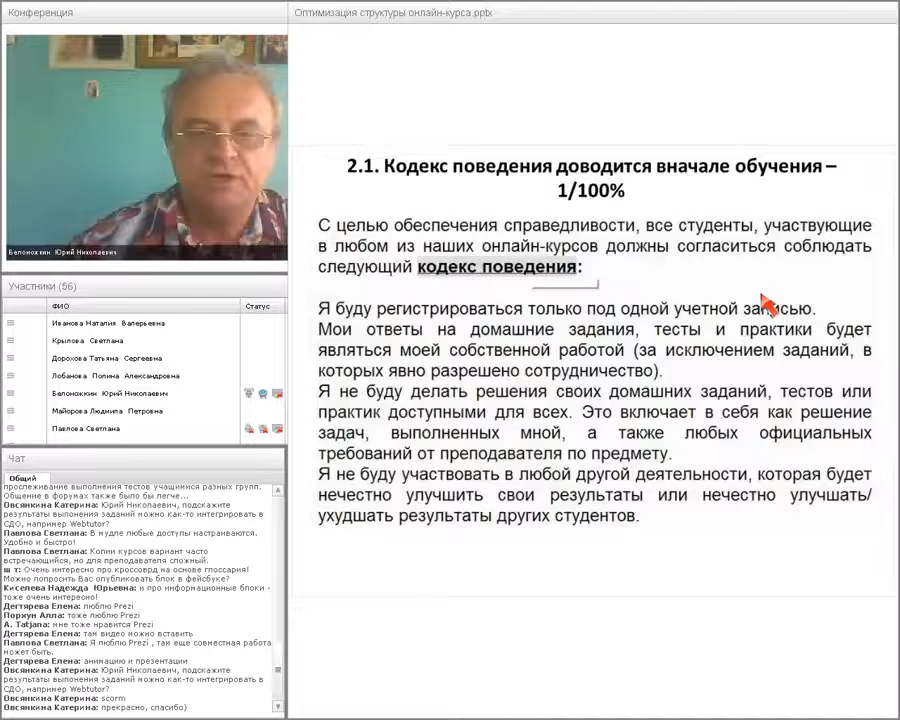 Конференция
Белоножкин Юрий Николаевич
Участники (56)
ФИО
Статус
Иванова Наталия Валерьевна
Крылова Светлана
Дорохова Татьяна Сергеевна
Лобанова Полина Александровна
Белоножкин Юрий Николаевич
Майорова Людмила Петровна
Павлова Светлана
Чат
Общий
прослеживание выполнения тестов учащимися разных групп.
Общение в форумах также было бы легче...
Овсянкина Катерина: Юрий Николаевич, подскажите
результаты выпонения заданий можно как-то интегрировать в
СДО, например Webtutor?
Павлова Светлана: В мудле любые доступы настраиваются.
Удобно и быстро!
Павлова Светлана: Копии курсов вариант часто
встречающийся, но для преподавателя сложный.
ш т: Очень интересно про кроссворд на основе глоссария!
Можно попросить Вас опубликовать блок в фейсбуке?
Киселева Надежда Юрьевна: и про информационные блоки -
тоже очень интересно!
Дегтярева Елена: люблю Prezi
Порхун Алла: тоже люблю Prezi
A. Tatjana: мне тоже нравится Prezi
Дегтярева Елена: там видео можно вставить
Павлова Светлана: Я люблю Prezi , там еще совместная работа
может быть.
Дегтярева Елена: анимацию и презентации
Овсянкина Катерина: Юрий Николаевич, подскажите
результаты выпонения заданий можно как-то интегрировать в
СДО, например Webtutor?
Овсянкина Катерина: scorm
Овсянкина Катерина: прекрасно, спасибо)
Оптимизация структуры онлайн-курса.pptx
2.1. Кодекс поведения доводится вначале обучения –
1/100%
С целью обеспечения справедливости, все студенты, участвующие
в любом из наших онлайн-курсов должны согласиться соблюдать
следующий кодекс поведения:
Я буду регистрироваться только под одной учетной записью.
Мои ответы на домашние задания, тесты и практики будет
являться моей собственной работой (за исключением заданий, в
которых явно разрешено сотрудничество).
Я не буду делать решения своих домашних заданий, тестов или
практик доступными для всех. Это включает в себя как решение
задач, выполненных мной, а также любых официальных
требований от преподавателя по предмету.
Я не буду участвовать в любой другой деятельности, которая будет
нечестно улучшить свои результаты или нечестно улучшать/
ухудшать результаты других студентов.